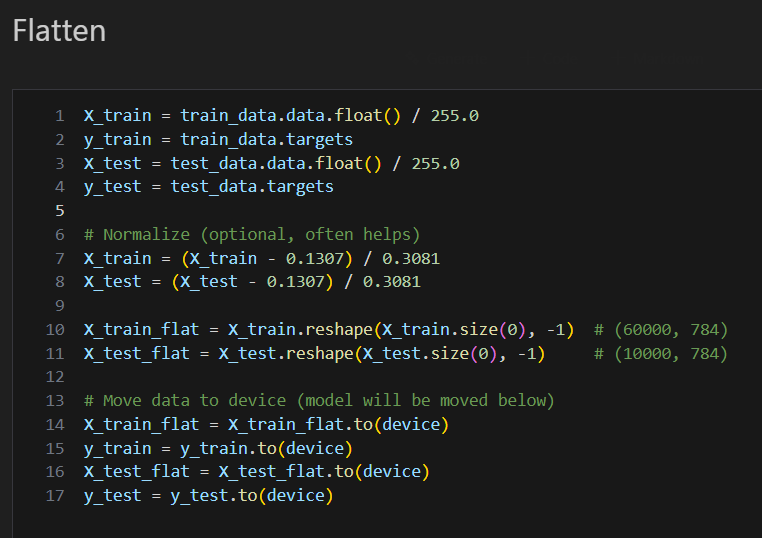 Flatten
1 X_train = train_data.data.float() / 255.0
2 y_train = train_data.targets
3 X_test = test_data.data.float() / 255.0
4 y_test = test_data.targets
5
6 # Normalize (optional, often helps)
7 X_train = (X_train - 0.1307) / 0.3081
8 X_test = (X_test - 0.1307) / 0.3081
9
10 X_train_flat = X_train.reshape(X_train.size(0), -1)  # (60000, 784)
11 X_test_flat = X_test.reshape(X_test.size(0), -1)     # (10000, 784)
12
13 # Move data to device (model will be moved below)
14 X_train_flat = X_train_flat.to(device)
15 y_train = y_train.to(device)
16 X_test_flat = X_test_flat.to(device)
17 y_test = y_test.to(device)